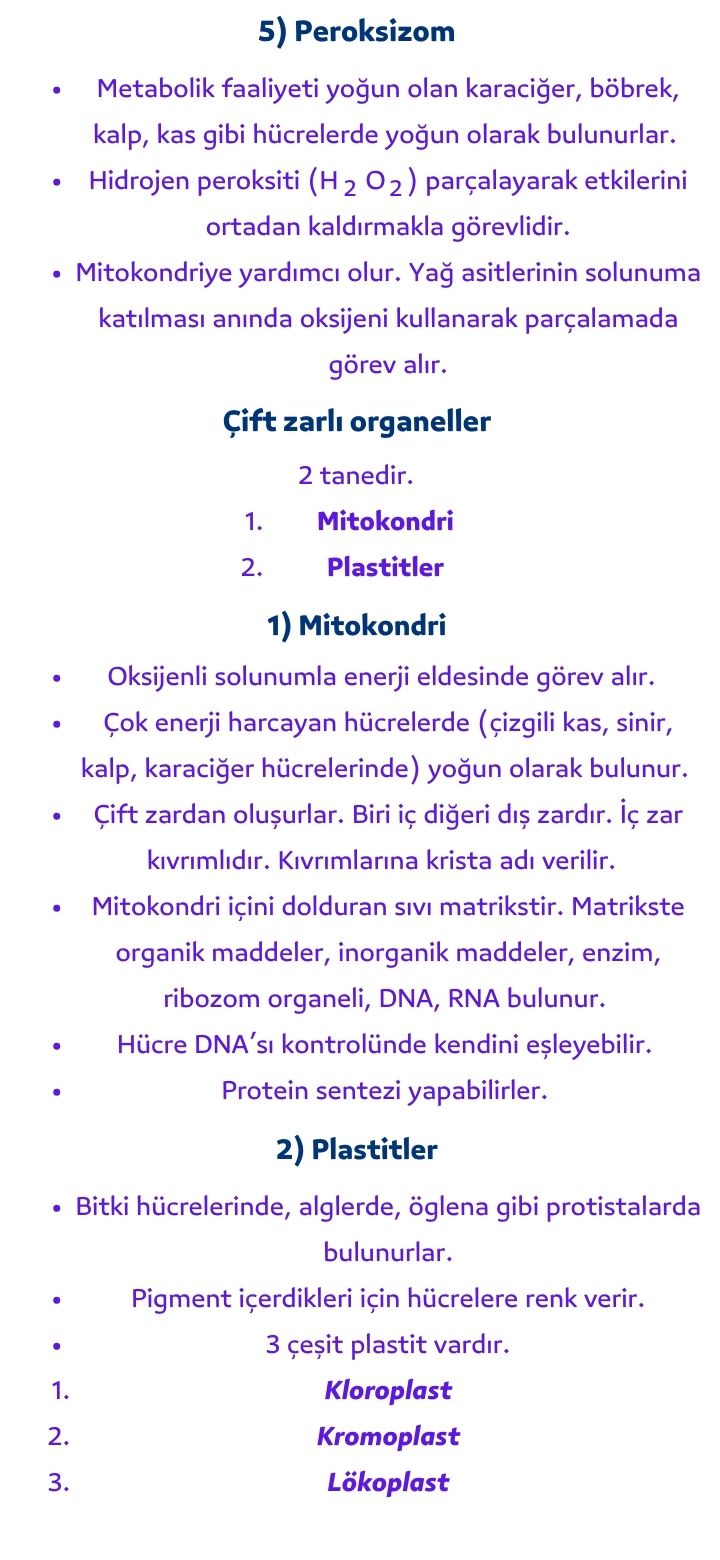 5) Peroksizom
• Metabolik faaliyeti yoğun olan karaciğer, böbrek,
kalp, kas gibi hücrelerde yoğun olarak bulunurlar.
• Hidrojen peroksiti (H 2 O 2) parçalayarak etkilerini
ortadan kaldırmakla görevlidir.
• Mitokondriye yardımcı olur. Yağ asitlerinin solunuma
katılması anında oksijeni kullanarak parçalamada
görev alır.
Çift zarlı organeller
2 tanedir.
1. Mitokondri
2. Plastitler
1) Mitokondri
• Oksijenli solunumla enerji eldesinde görev alır.
• Çok enerji harcayan hücrelerde (çizgili kas, sinir,
kalp, karaciğer hücrelerinde) yoğun olarak bulunur.
• Çift zardan oluşurlar. Biri iç diğeri dış zardır. İç zar
kıvrımlıdır. Kıvrımlarına krista adı verilir.
• Mitokondri içini dolduran sıvı matrikstir. Matrikste
organik maddeler, inorganik maddeler, enzim,
ribozom organeli, DNA, RNA bulunur.
• Hücre DNA’sı kontrolünde kendini eşleyebilir.
• Protein sentezi yapabilirler.
2) Plastitler
• Bitki hücrelerinde, alglerde, öglena gibi protistalarda
bulunurlar.
• Pigment içerdikleri için hücrelere renk verir.
• 3 çeşit plastit vardır.
1. Kloroplast
2. Kromoplast
3. Lökoplast